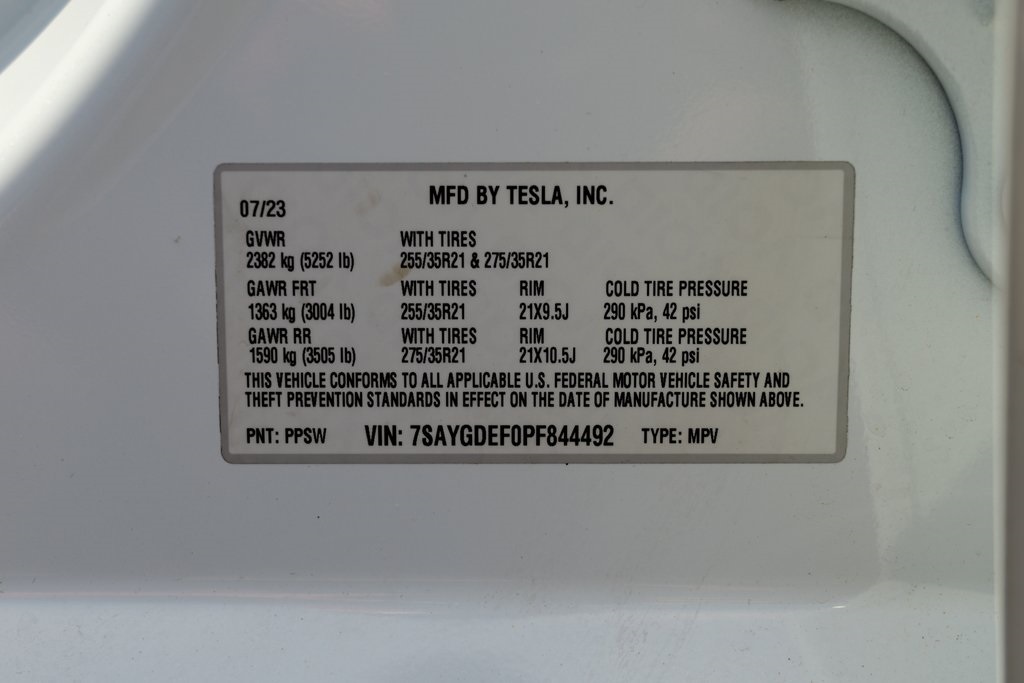 MFD BY TESLA, INC.
07/23
GVWR WITH TIRES
2382 kg (5252 lb) 255/35R21 & 275/35R21
GAWR FRT WITH TIRES RIM COLD TIRE PRESSURE
1363 kg (3004 lb) 255/35R21 21X9.5J 290 kPa, 42 psi
GAWR RR WITH TIRES RIM COLD TIRE PRESSURE
1590 kg (3505 lb) 275/35R21 21X10.5J 290 kPa, 42 psi
THIS VEHICLE CONFORMS TO ALL APPLICABLE U.S. FEDERAL MOTOR VEHICLE SAFETY AND
THEFT PREVENTION STANDARDS IN EFFECT ON THE DATE OF MANUFACTURE SHOWN ABOVE.
PNT: PPSW VIN: 7SAYGDEF0PF844492 TYPE: MPV